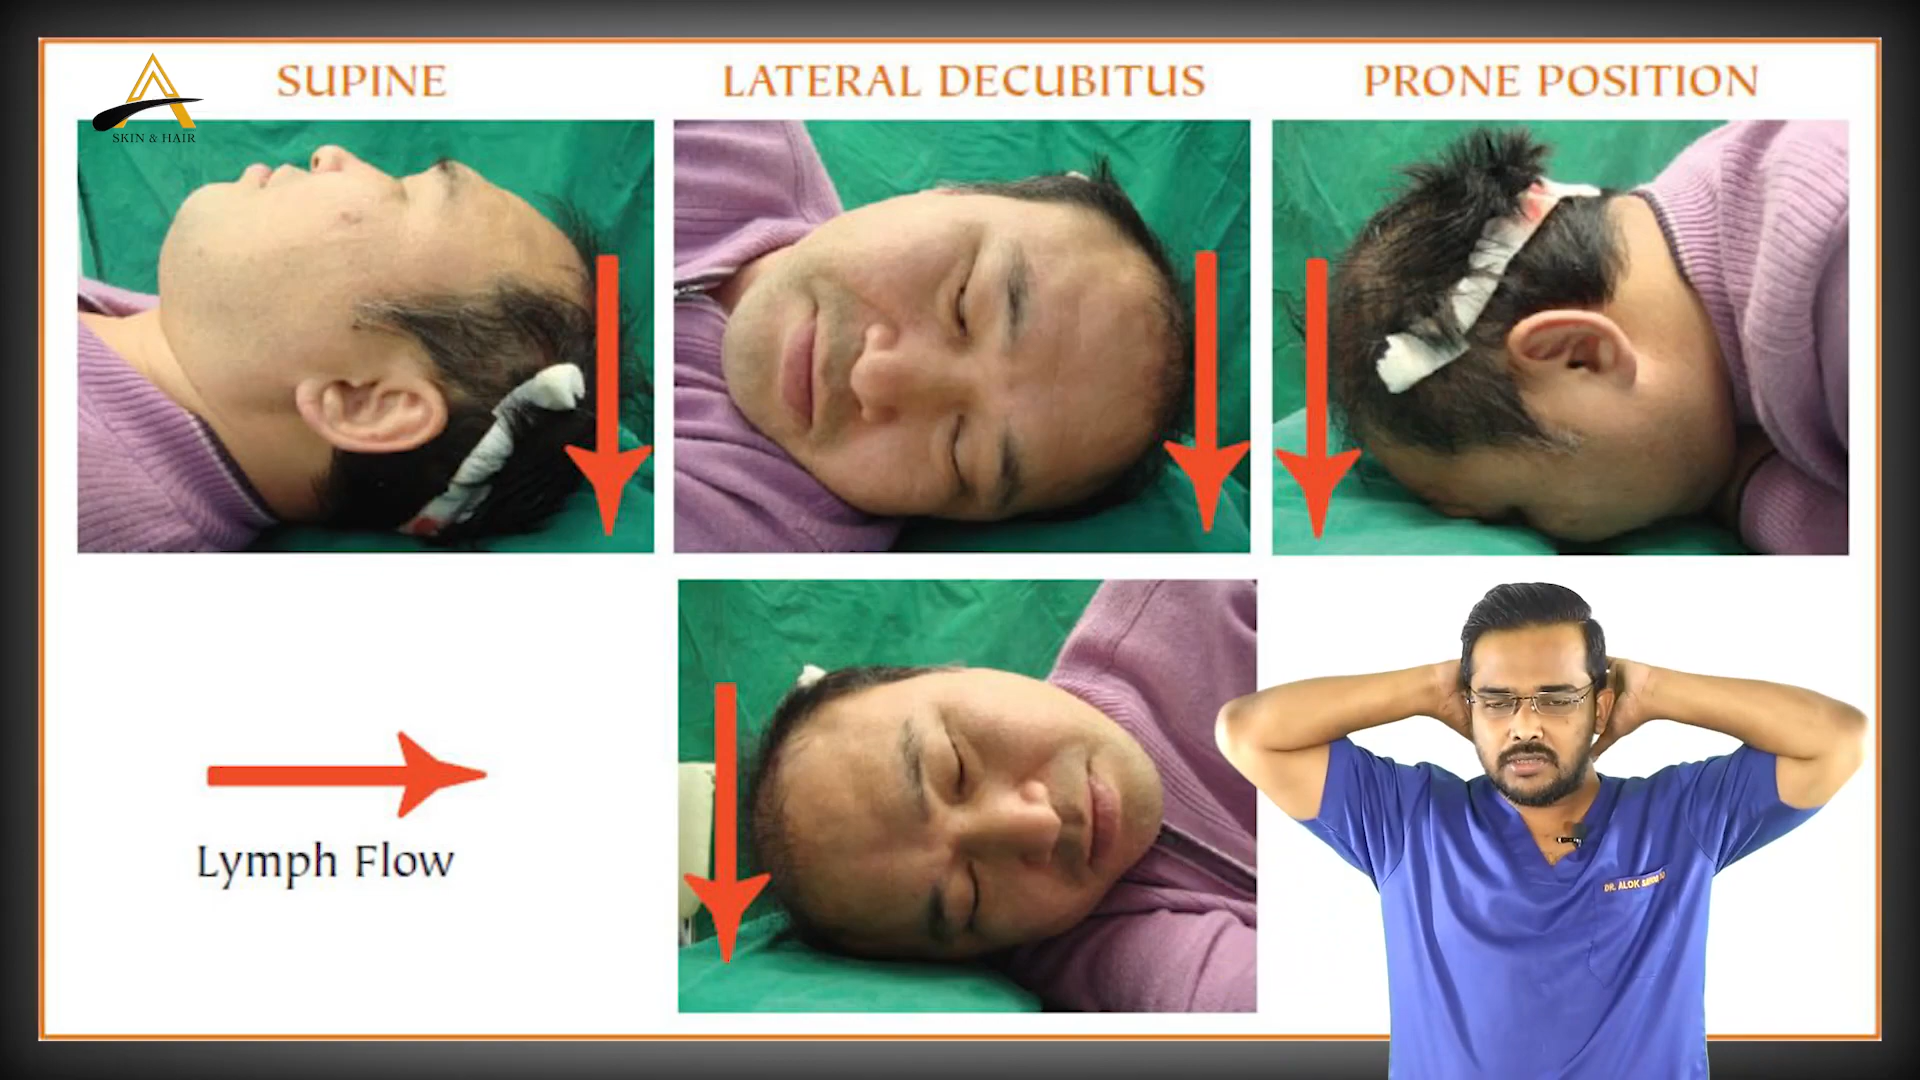 SKIN & HAIR
SUPINE
LATERAL DECUBITUS
PRONE POSITION
Lymph Flow
DR. ALOK